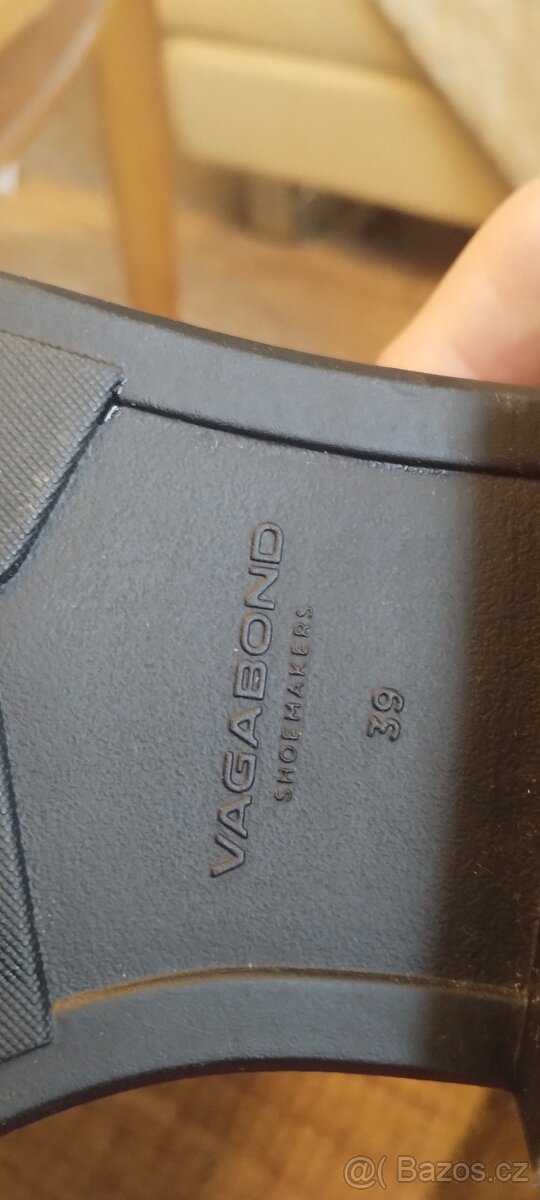 VAGABOND
SHOEMAKERS
39
@( Bazos.cz